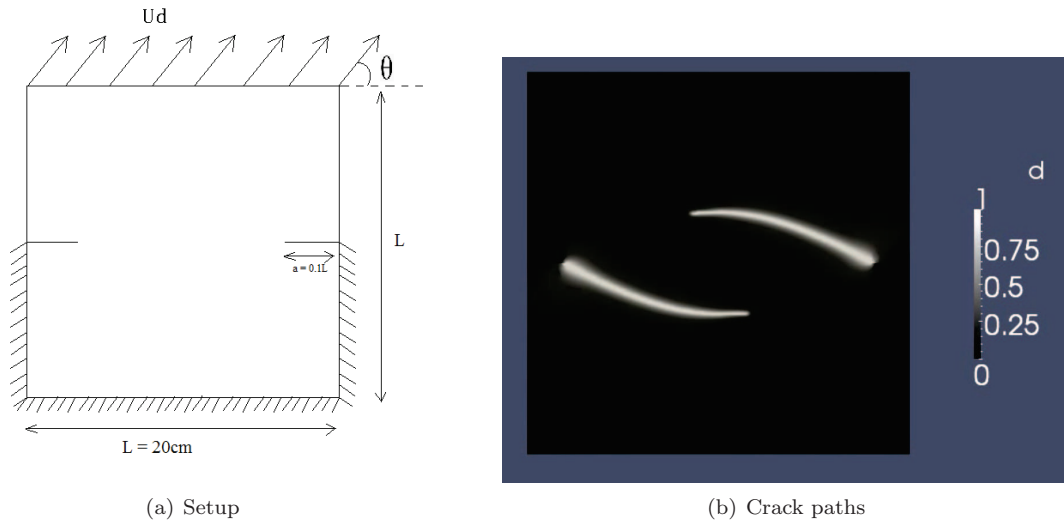 Ud
θ
L
a = 0.1L
L = 20cm
(a) Setup
d
1
0.75
0.5
0.25
0
(b) Crack paths